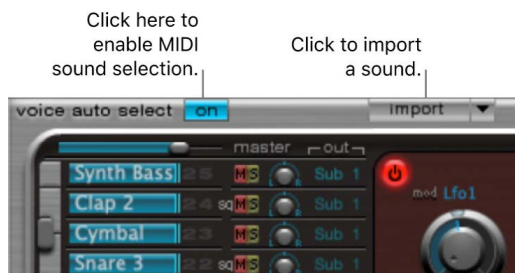 Click here to
enable MIDI
sound selection.
Click to import
a sound.
voice auto select on import
master out
Synth Bass 25 M S L R Sub 1
Clap 2 24 sq M S L R Sub 1
Cymbal 23 M S L R Sub 1
Snare 3 22 sq M S Sub 1
mod Lfo1